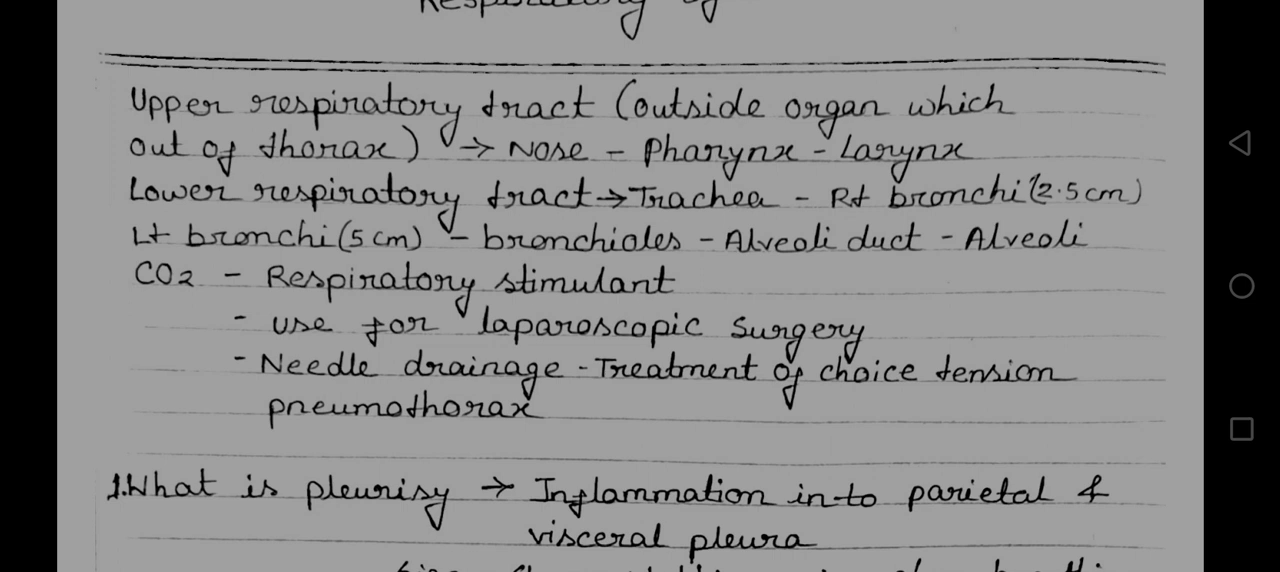 Upper respiratory tract (outside organ which
out of thorax) → Nose - Pharynx - Larynx
Lower respiratory tract → Trachea - Rt bronchi (2.5cm)
Lt bronchi (5 cm) - bronchioles - Alveoli duct - Alveoli
CO2 - Respiratory stimulant
- use for laparoscopic surgery
- Needle drainage - Treatment of choice tension
pneumothorax
1. What is pleurisy → Inflammation in to parietal &
visceral pleura